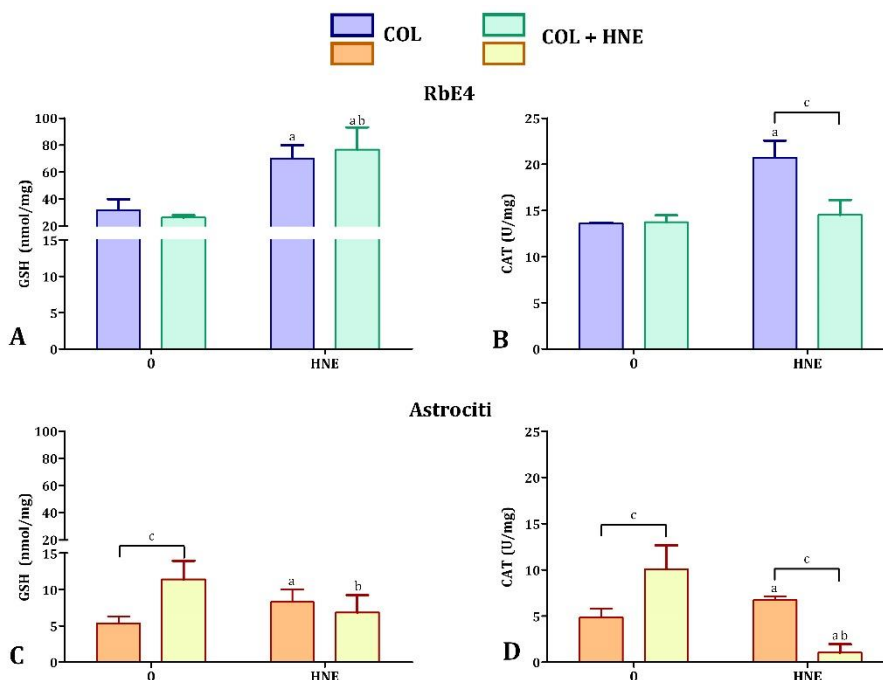 COL
COL + HNE
RbE4
GSH (nmol/mg)
100
80
60
40
20
15
10
5
0
a
a b
0
HNE
A
CAT (U/mg)
25
20
15
10
5
0
a
c
0
HNE
B
Astrociti
GSH (nmol/mg)
100
80
60
40
20
15
10
5
0
c
a
b
0
HNE
C
CAT (U/mg)
25
20
15
10
5
0
c
c
a
ab
0
HNE
D